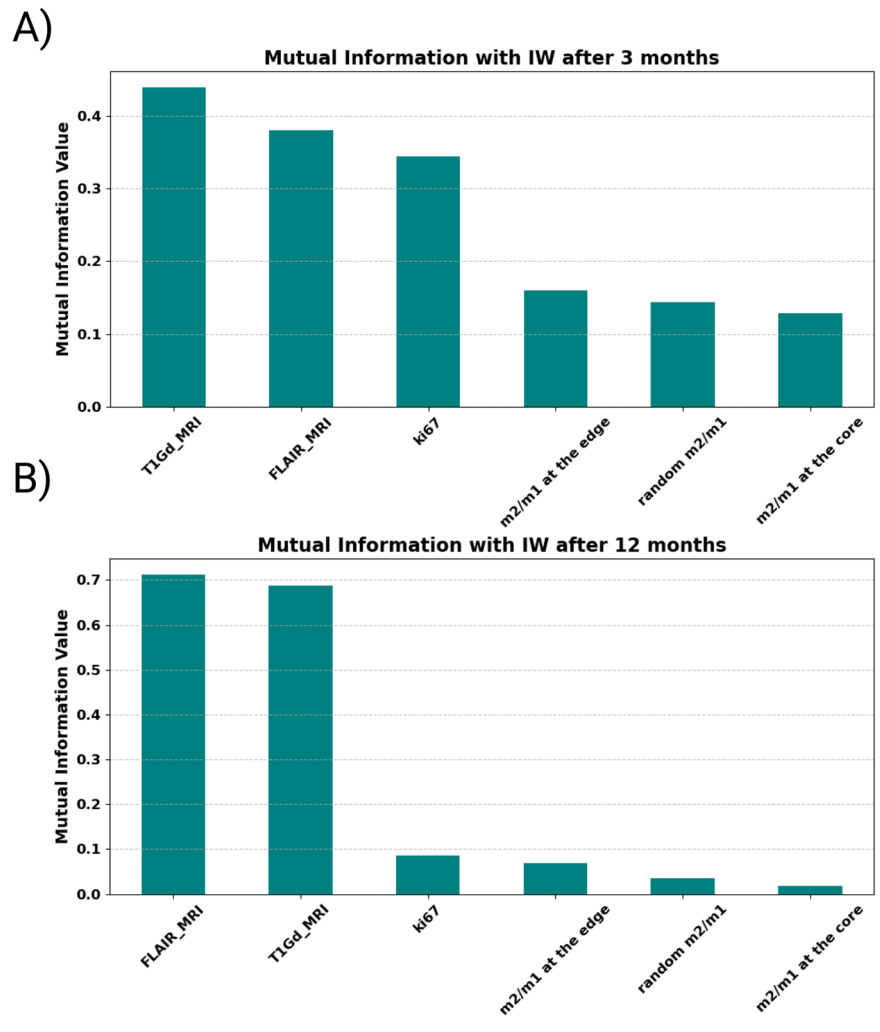 A)
Mutual Information with IW after 3 months
Mutual Information Value
0.4
0.3
0.2
0.1
0.0
T1Gd_MRI
FLAIR_MRI
ki67
m2/m1 at the edge
random m2/m1
m2/m1 at the core
B)
Mutual Information with IW after 12 months
Mutual Information Value
0.7
0.6
0.5
0.4
0.3
0.2
0.1
0.0
FLAIR_MRI
T1Gd_MRI
ki67
m2/m1 at the edge
random m2/m1
m2/m1 at the core